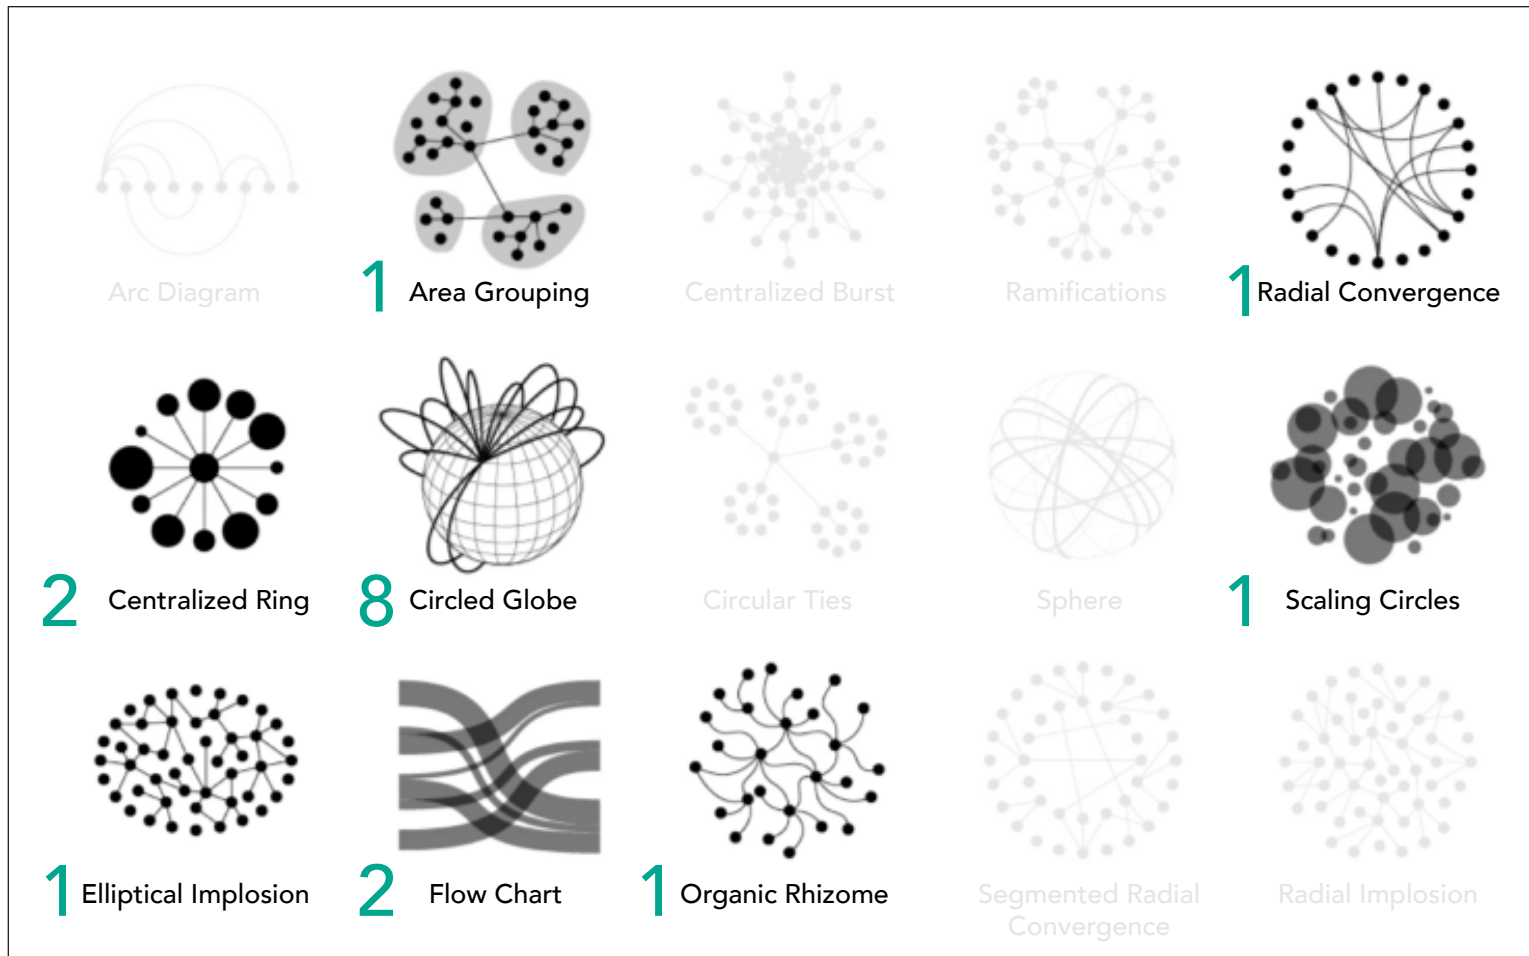 Arc Diagram
1 Area Grouping
Centralized Burst
Ramifications
1 Radial Convergence
2 Centralized Ring
8 Circled Globe
Circular Ties
Sphere
1 Scaling Circles
1 Elliptical Implosion
2 Flow Chart
1 Organic Rhizome
Segmented Radial
Convergence
Radial Implosion